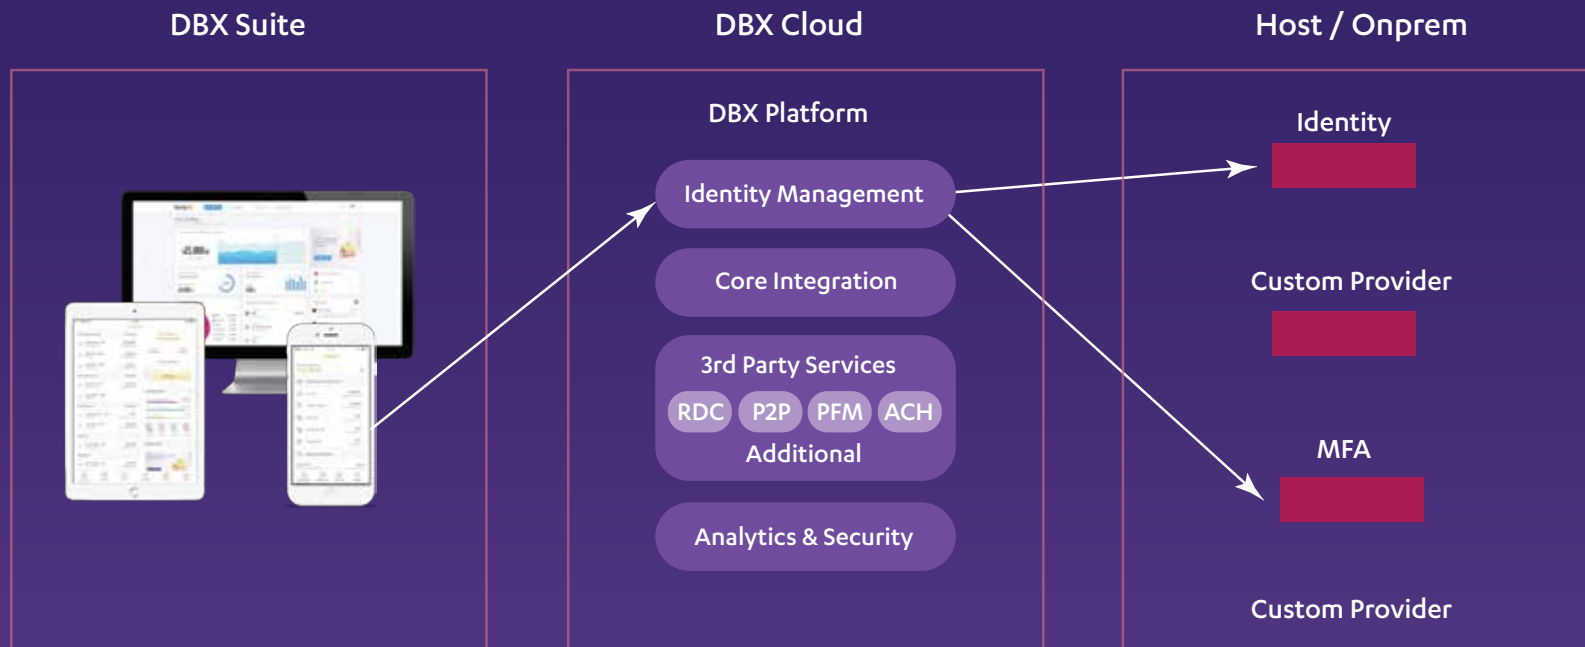 DBX Suite
DBX Cloud
Host / Onprem
DBX Platform
Identity Management
Core Integration
3rd Party Services
RDC P2P PFM ACH
Additional
Analytics & Security
Identity
Custom Provider
MFA
Custom Provider